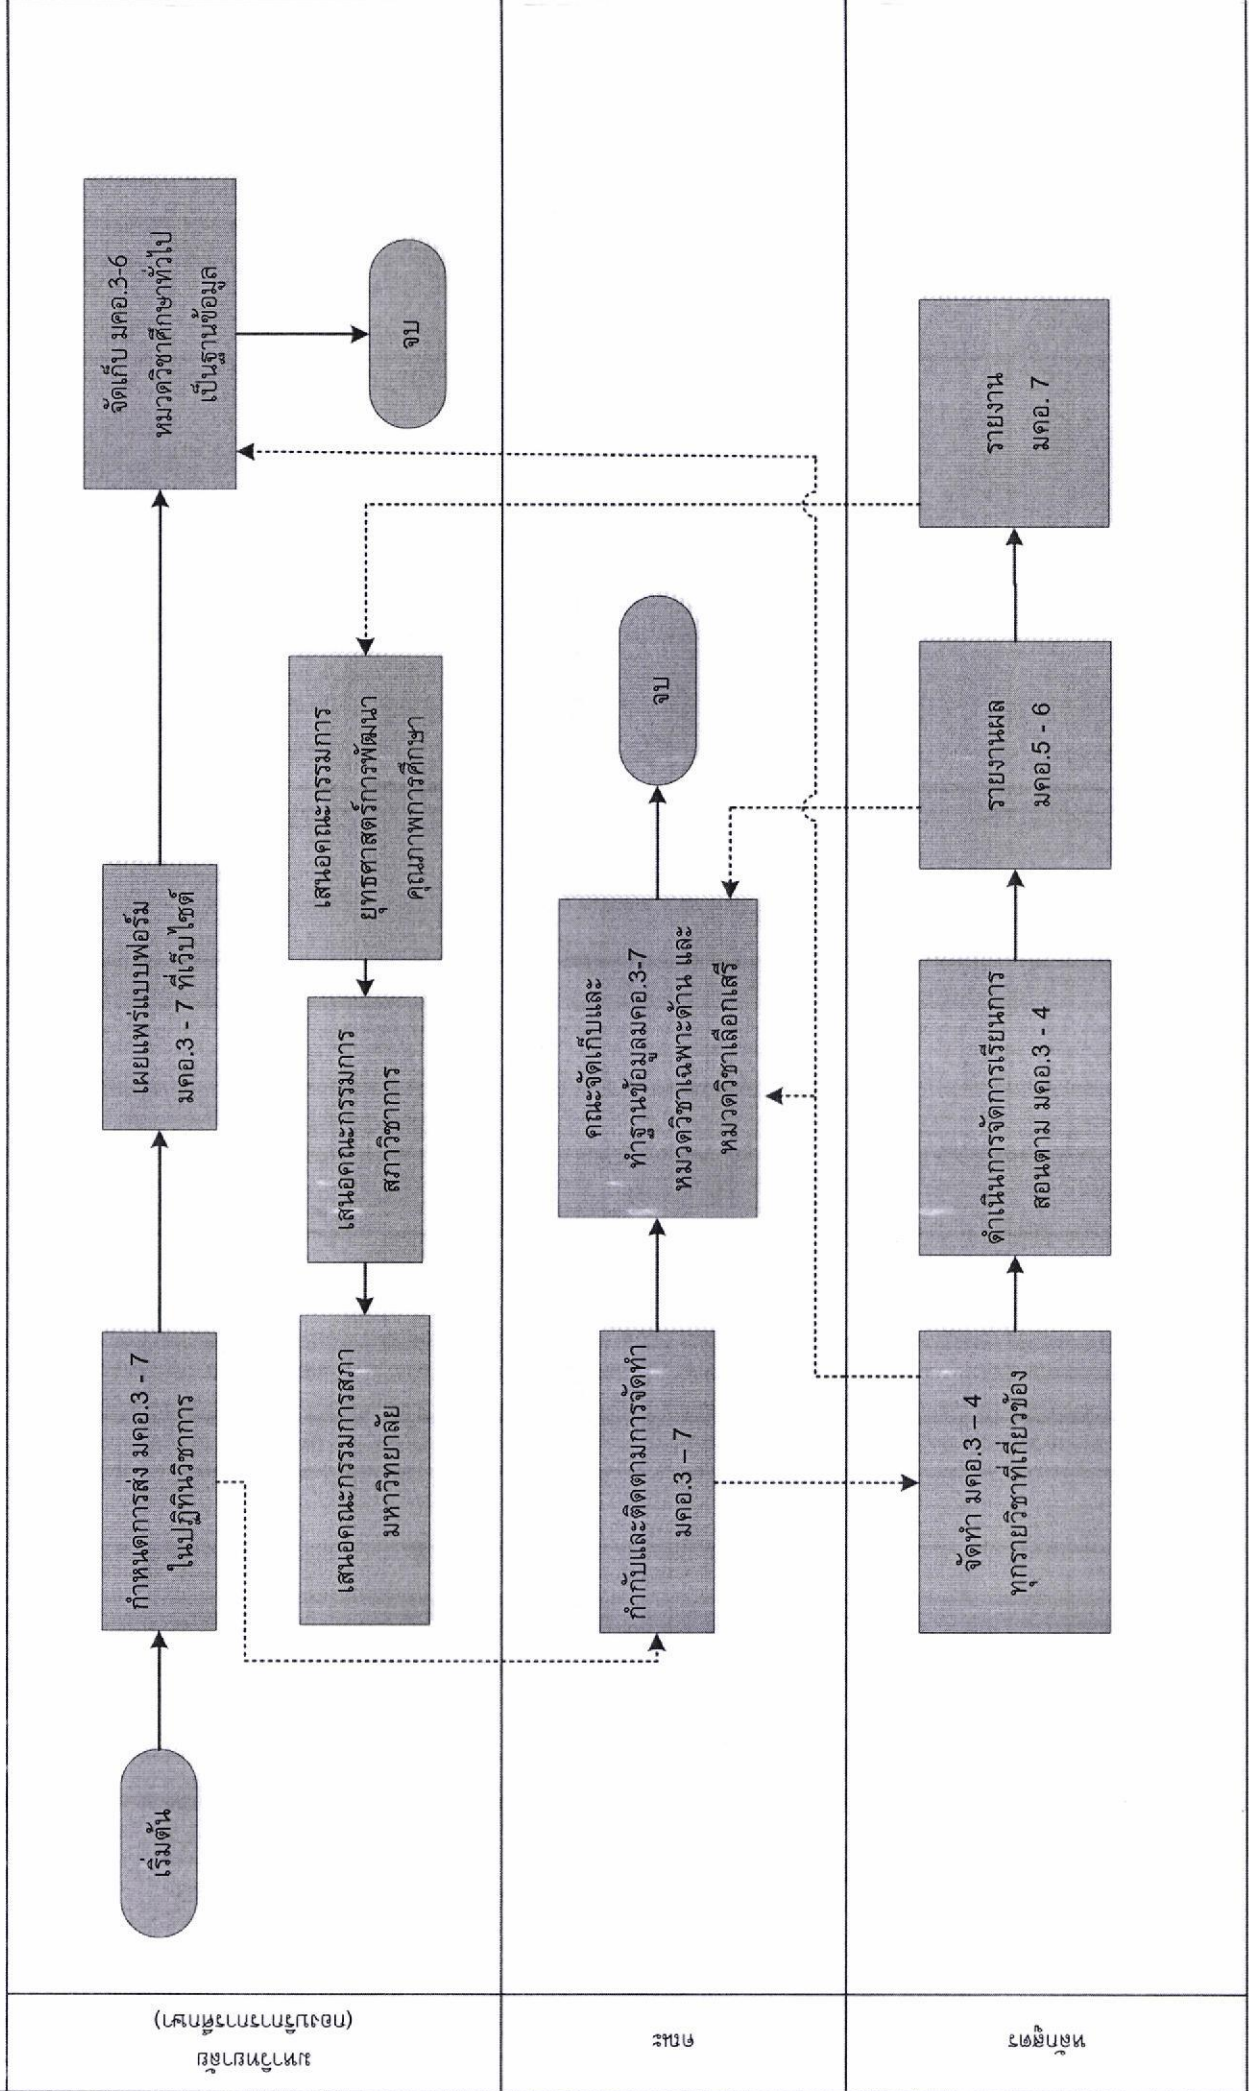 มหาวิทยาลัย
(กองบริการการศึกษา)
เริ่มต้น
กำหนดการส่ง มคอ.3 - 7
ในปฏิทินวิชาการ
เผยแพร่แบบฟอร์ม
มคอ.3 - 7 ที่เว็บไซต์
จัดเก็บ มคอ.3-6
หมวดวิชาศึกษาทั่วไป
เป็นฐานข้อมูล
จบ
เสนอคณะกรรมการสภา
มหาวิทยาลัย
เสนอคณะกรรมการ
สภาวิชาการ
เสนอคณะกรรมการ
ยุทธศาสตร์การพัฒนา
คุณภาพการศึกษา
คณะ
กำกับและติดตามการจัดทำ
มคอ.3 – 7
คณะจัดเก็บและ
ทำฐานข้อมูลมคอ.3-7
หมวดวิชาเฉพาะด้าน และ
หมวดวิชาเลือกเสรี
จบ
หลักสูตร
จัดทำ มคอ.3 – 4
ทุกรายวิชาที่เกี่ยวข้อง
ดำเนินการจัดการเรียนการ
สอนตาม มคอ.3 - 4
รายงานผล
มคอ.5 - 6
รายงาน
มคอ. 7